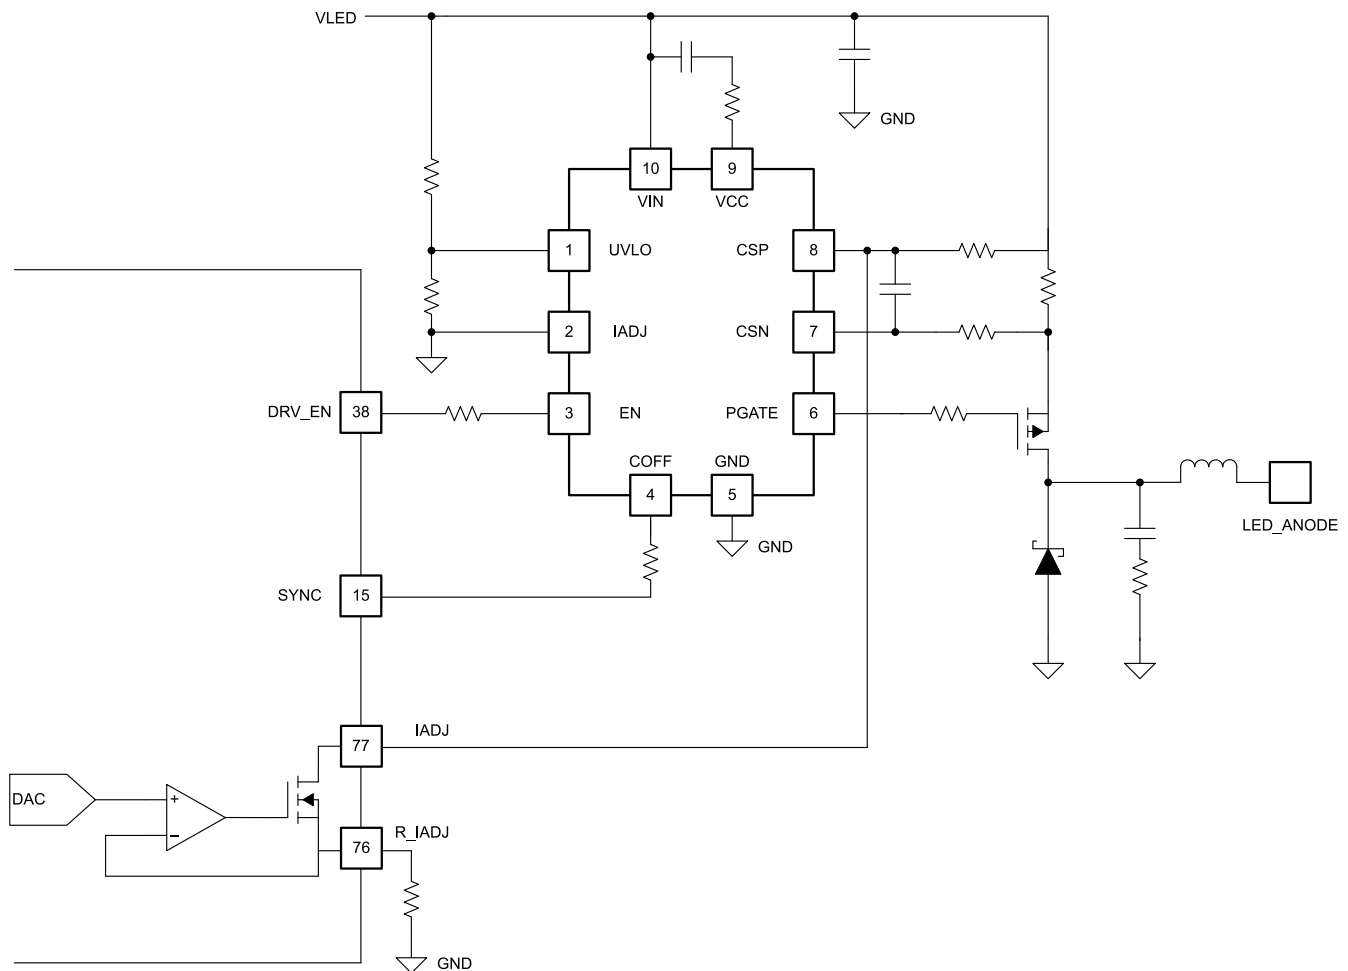 VLED
GND
10
9
VIN
VCC
1
UVLO
CSP
8
2
IADJ
CSN
7
DRV_EN
38
3
EN
PGATE
6
COFF
GND
4
5
GND
LED_ANODE
SYNC
15
IADJ
77
DAC
+
−
R_IADJ
76
GND